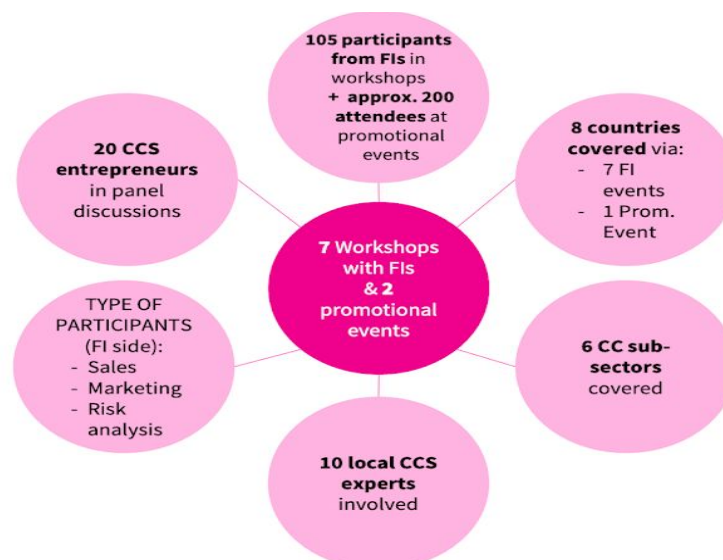 105 participants
from FIs in
workshops
+ approx. 200
attendees at
promotional
events
20 CCS
entrepreneurs
in panel
discussions
8 countries
covered via:
- 7 FI
events
- 1 Prom.
Event
7 Workshops
with FIs
& 2
promotional
events
TYPE OF
PARTICIPANTS
(FI side):
- Sales
- Marketing
- Risk
analysis
6 CC sub-
sectors
covered
10 local CCS
experts
involved